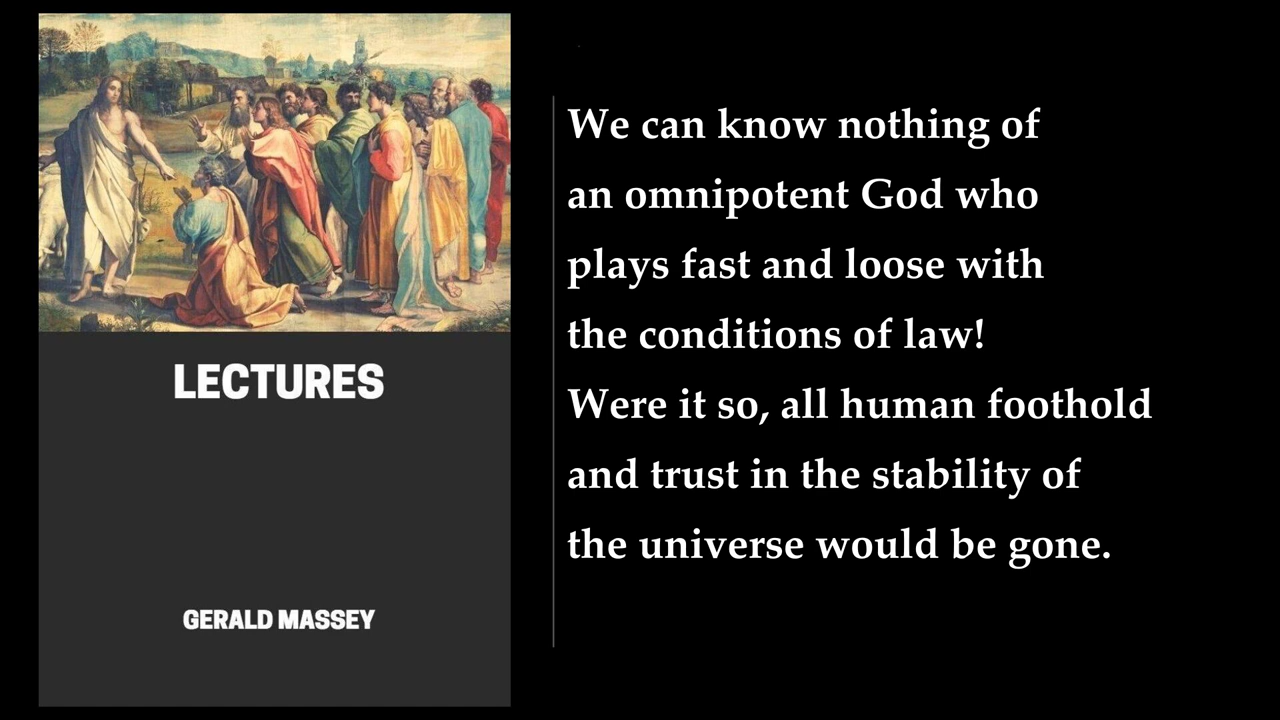 LECTURES
GERALD MASSEY
We can know nothing of
an omnipotent God who
plays fast and loose with
the conditions of law!
Were it so, all human foothold
and trust in the stability of
the universe would be gone.